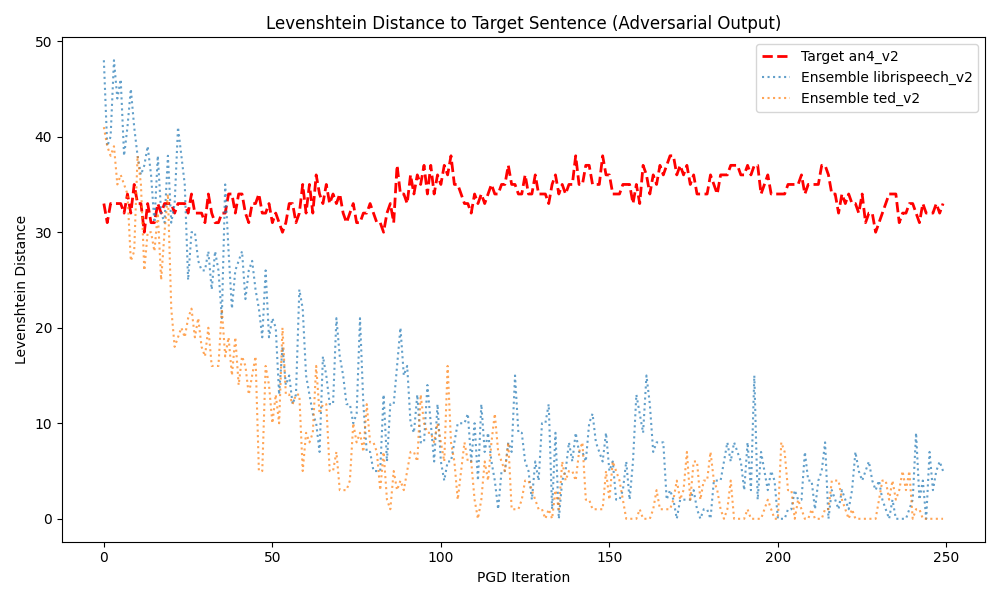 Levenshtein Distance to Target Sentence (Adversarial Output)
Target an4_v2
Ensemble librispeech_v2
Ensemble ted_v2
Levenshtein Distance
50
40
30
20
10
0
0 50 100 150 200 250
PGD Iteration